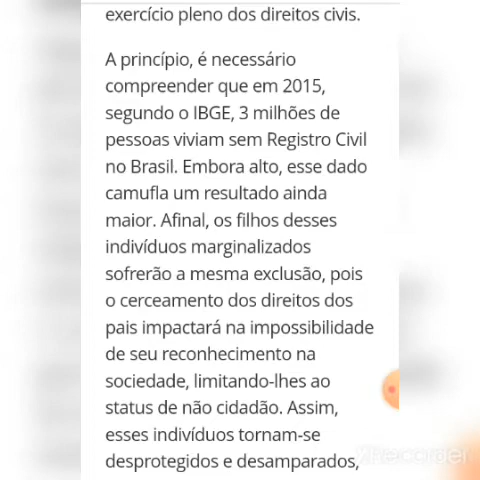 exercício pleno dos direitos civis.
A princípio, é necessário
compreender que em 2015,
segundo o IBGE, 3 milhões de
pessoas viviam sem Registro Civil
no Brasil. Embora alto, esse dado
camufla um resultado ainda
maior. Afinal, os filhos desses
indivíduos marginalizados
sofrerão a mesma exclusão, pois
o cerceamento dos direitos dos
pais impactará na impossibilidade
de seu reconhecimento na
sociedade, limitando-lhes ao
status de não cidadão. Assim,
esses indivíduos tornam-se
desprotegidos e desamparados,
XRecorder